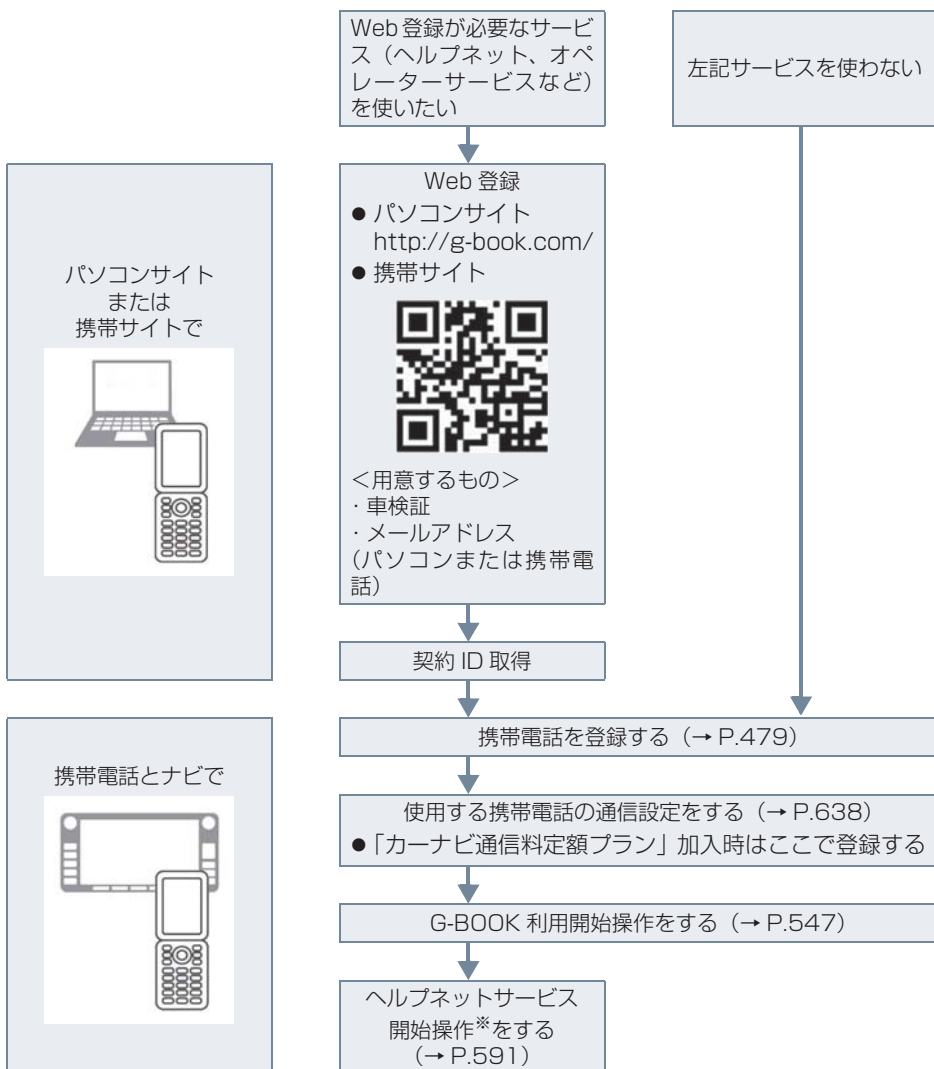 Web 登録が必要なサービ
ス（ヘルプネット、オペ
レーターサービスなど）
を使いたい
左記サービスを使わない
パソコンサイト
または
携帯サイトで
Web 登録
● パソコンサイト
http://g-book.com/
● 携帯サイト
＜用意するもの＞
・車検証
・メールアドレス
(パソコンまたは携帯電
話）
契約 ID 取得
携帯電話とナビで
携帯電話を登録する（→ P.479）
使用する携帯電話の通信設定をする（→ P.638）
●「カーナビ通信料定額プラン」加入時はここで登録する
G-BOOK 利用開始操作をする（→ P.547）
ヘルプネットサービス
開始操作※をする
（→ P.591）